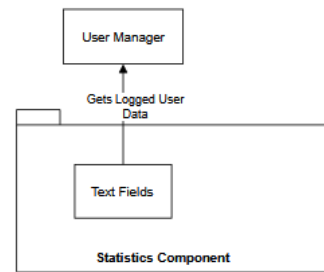 User Manager
Gets Logged User
Data
Text Fields
Statistics Component